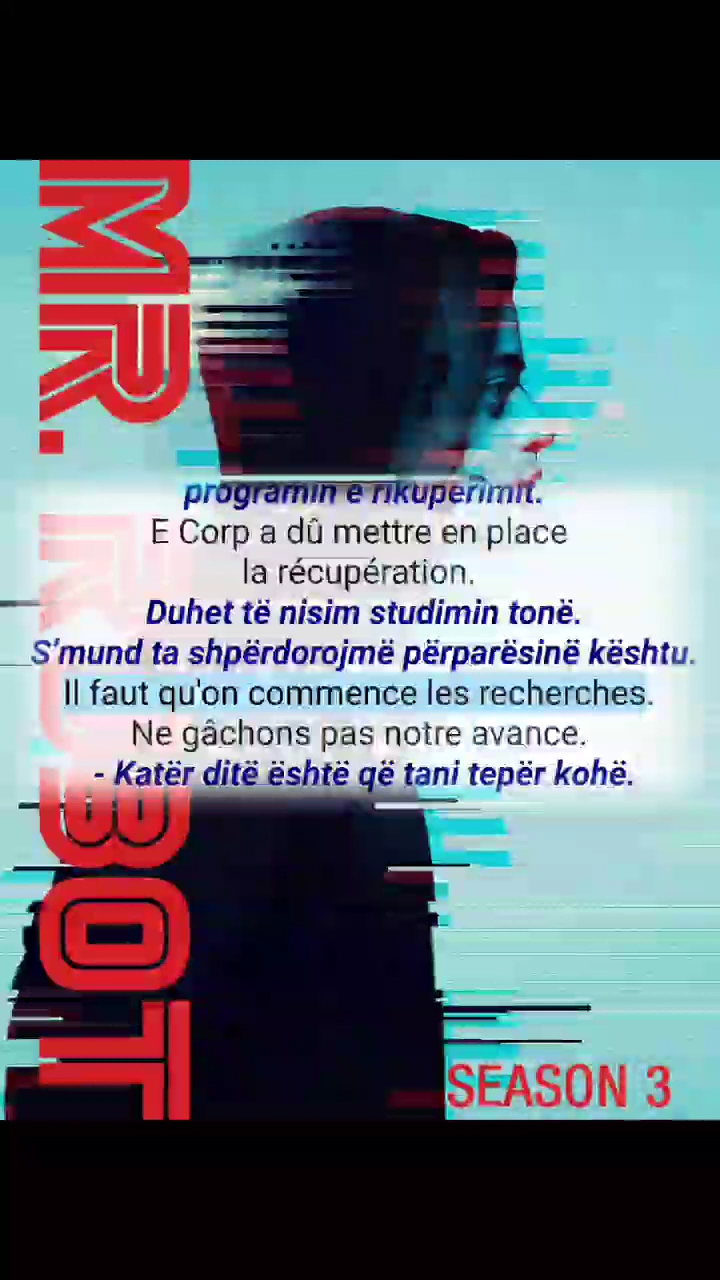 MR. ROBOT
programin e rikuperimit.
E Corp a dû mettre en place
la récupération.
Duhet të nisim studimin tonë.
S'mund ta shpërdorojmë përparësinë kështu.
Il faut qu'on commence les recherches.
Ne gâchons pas notre avance.
- Katër ditë është që tani tepër kohë.
SEASON 3